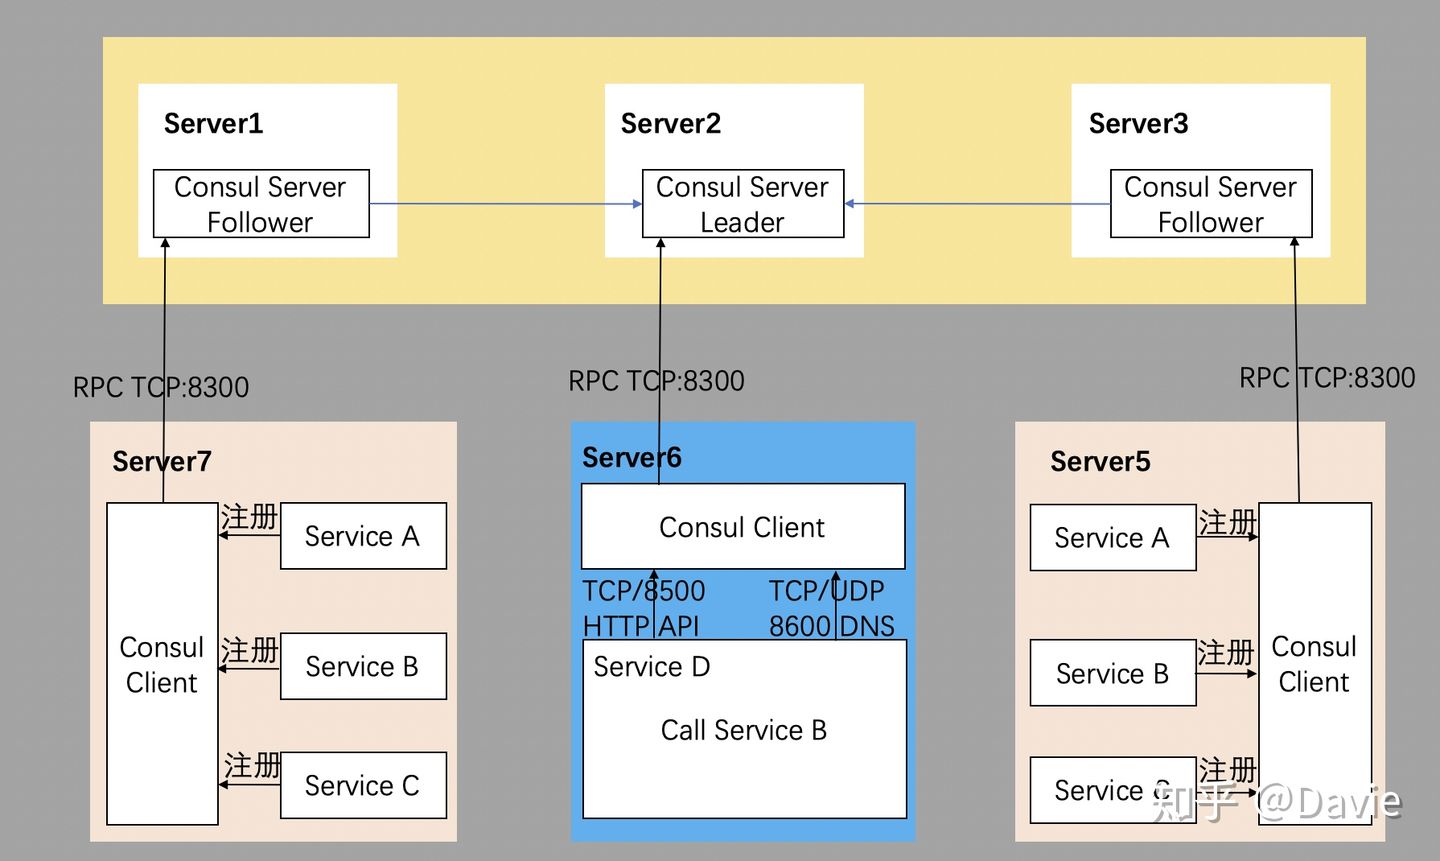 Server1
Consul Server
Follower
Server2
Consul Server
Leader
Server3
Consul Server
Follower
RPC TCP:8300
RPC TCP:8300
RPC TCP:8300
Server7
Consul
Client
注册
Service A
注册
Service B
注册
Service C
Server6
Consul Client
TCP/8500
HTTP API
TCP/UDP
8600 DNS
Service D
Call Service B
Server5
Service A
注册
Service B
注册
Service C
注册
Consul
Client
知乎 @Davie